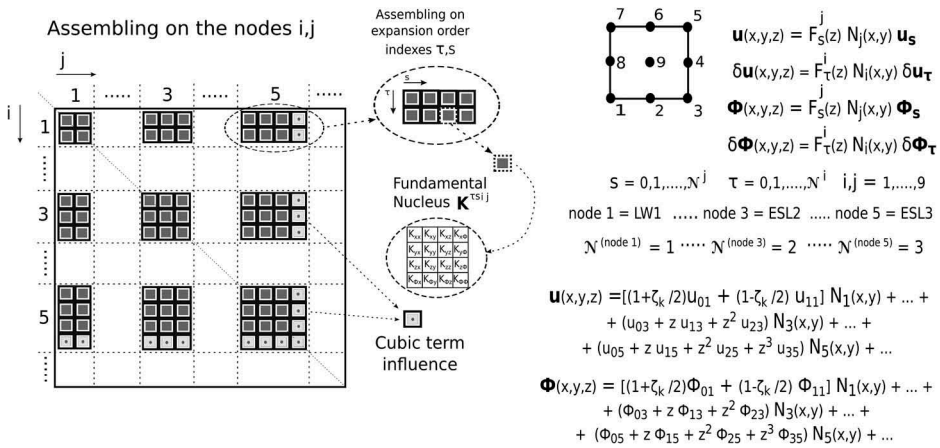 Assembling on the nodes i,j
j
1 ..... 3 ..... 5 .....
i
1
.....
3
.....
5
.....
Assembling on
expansion order
indexes τ,s
s
τ
Fundamental
Nucleus K^τsij
Kxx Kxy Kxz KxΦ
Kyx Kyy Kyz KyΦ
Kzx Kzy Kzz KzΦ
KΦx KΦy KΦz KΦΦ
Cubic term
influence
7 6 5
8 9 4
1 2 3
u(x,y,z) = F_s^j(z) N_j(x,y) u_s
δu(x,y,z) = F_τ^i(z) N_i(x,y) δu_τ
Φ(x,y,z) = F_s^j(z) N_j(x,y) Φ_s
δΦ(x,y,z) = F_τ^i(z) N_i(x,y) δΦ_τ
s = 0,1,....,𝒩^j τ = 0,1,....,𝒩^i i,j = 1,....,9
node 1 = LW1 ..... node 3 = ESL2 ..... node 5 = ESL3
𝒩^(node 1) = 1 ..... 𝒩^(node 3) = 2 ..... 𝒩^(node 5) = 3
u(x,y,z) =[(1+ζ_k /2)u_01 + (1-ζ_k /2) u_11] N_1(x,y) + ... +
+ (u_03 + z u_13 + z² u_23) N_3(x,y) + ... +
+ (u_05 + z u_15 + z² u_25 + z³ u_35) N_5(x,y) + ...
Φ(x,y,z) = [(1+ζ_k /2)Φ_01 + (1-ζ_k /2) Φ_11] N_1(x,y) + ... +
+ (Φ_03 + z Φ_13 + z² Φ_23) N_3(x,y) + ... +
+ (Φ_05 + z Φ_15 + z² Φ_25 + z³ Φ_35) N_5(x,y) + ...